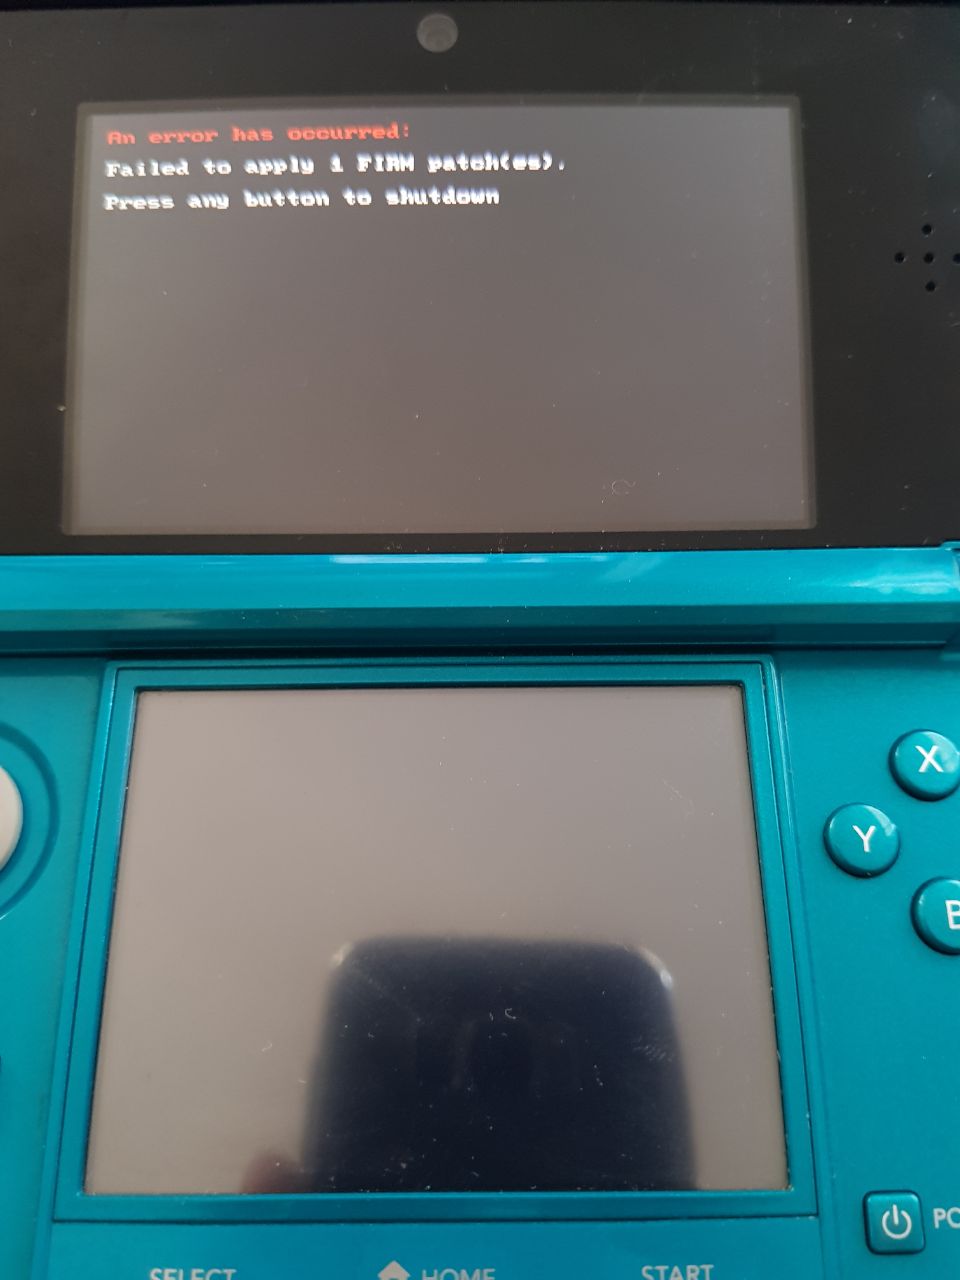 An error has occurred:
Failed to apply 1 FIRM patch(es).
Press any button to shutdown
X
Y
B
SELECT
HOME
START